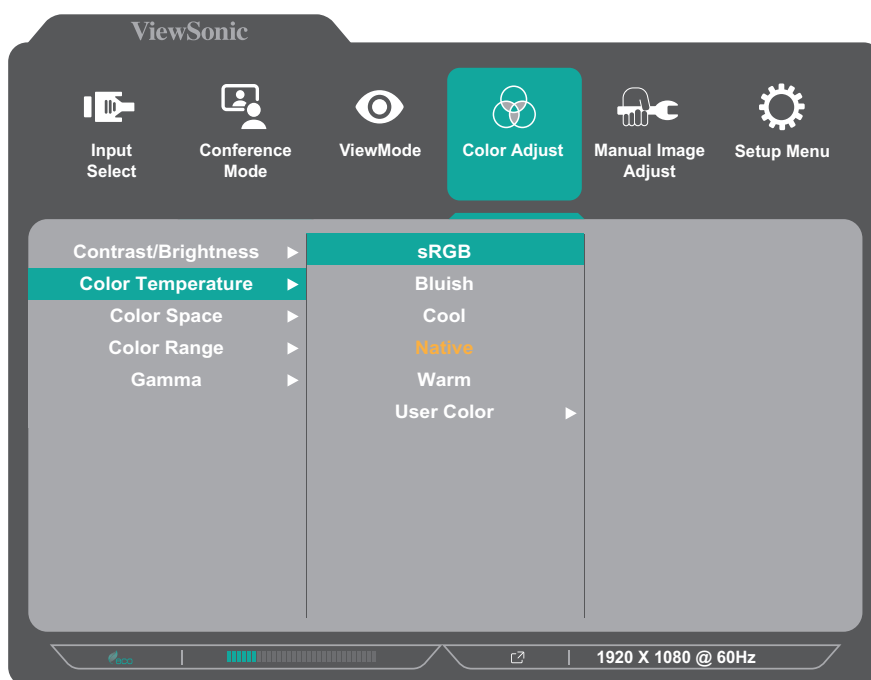 ViewSonic
Input
Select
Conference
Mode
ViewMode
Color Adjust
Manual Image
Adjust
Setup Menu
Contrast/Brightness
Color Temperature
Color Space
Color Range
Gamma
sRGB
Bluish
Cool
Native
Warm
User Color
eco
1920 X 1080 @ 60Hz